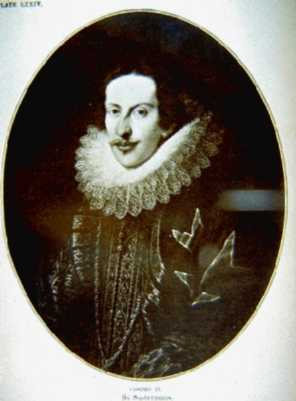 LATE LXXIV.
COSIMO II.
By Sustermans.